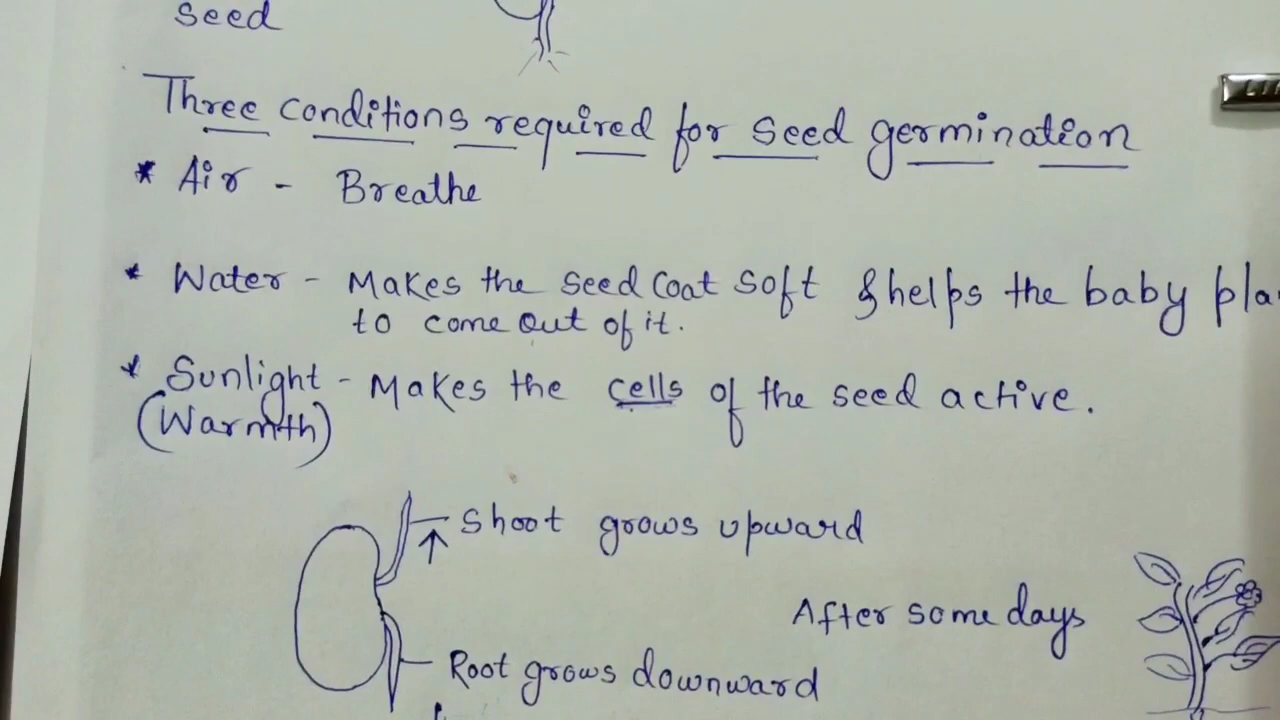 Seed
Three conditions required for seed germination
* Air - Breathe
* Water - Makes the seed coat soft & helps the baby
to come out of it.
* Sunlight - Makes the cells of the seed active.
(Warmth)
Shoot grows upward
After some days
Root grows downward